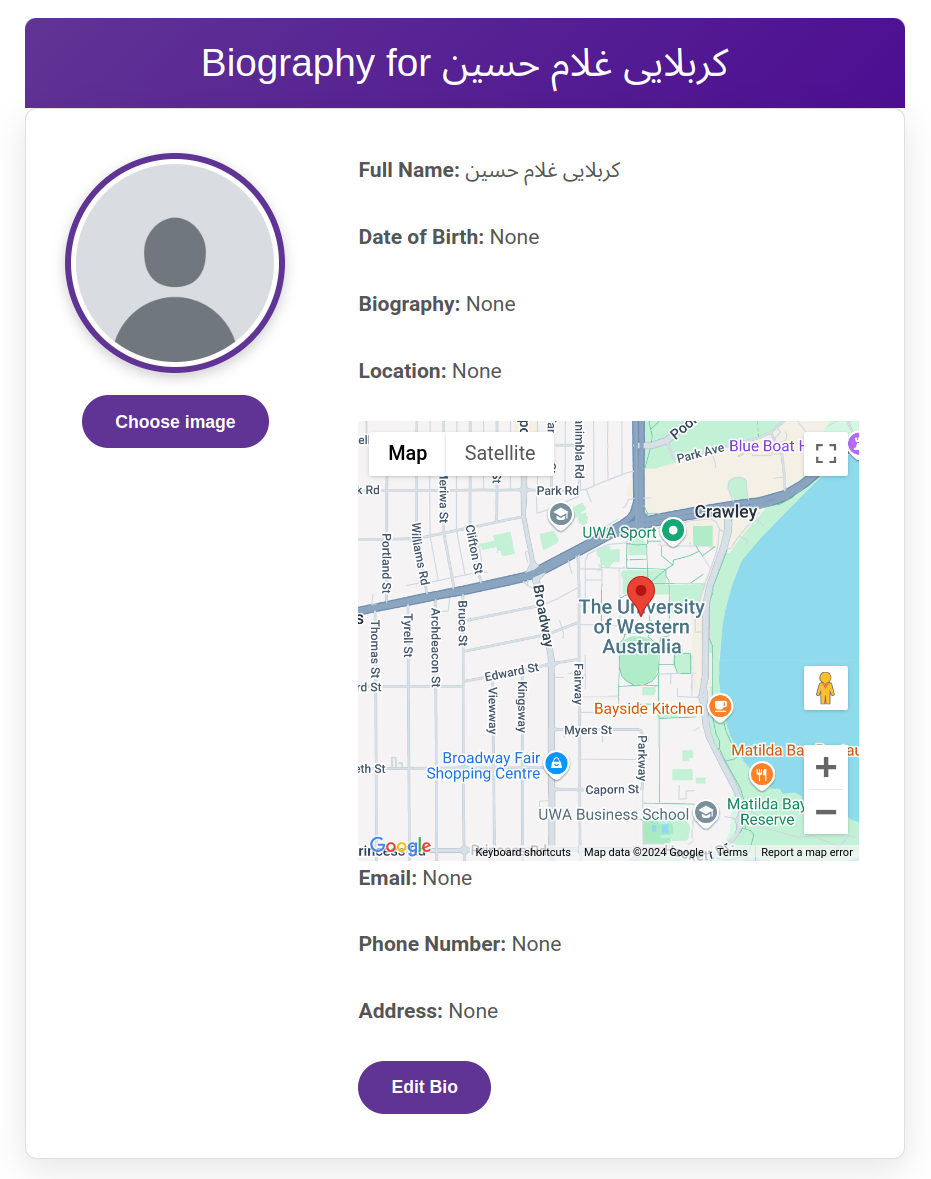 Biography for کربلایی غلام حسین
Choose image
Full Name: کربلایی غلام حسین
Date of Birth: None
Biography: None
Location: None
Map
Satellite
Park Ave
Blue Boat
Park Rd
Crawley
UWA Sport
Portland St
Williams Rd
Clifton St
Broadway
The University
of Western
Australia
Thomas St
Tyrell St
Archdeacon St
Bruce St
Edward St
Viewway
Kingsway
Fairway
Bayside Kitchen
Myers St
Parkway
Broadway Fair
Shopping Centre
Matilda Bay
Caporn St
UWA Business School
Matilda Bay
Reserve
Google
Keyboard shortcuts
Map data ©2024 Google
Terms
Report a map error
Email: None
Phone Number: None
Address: None
Edit Bio